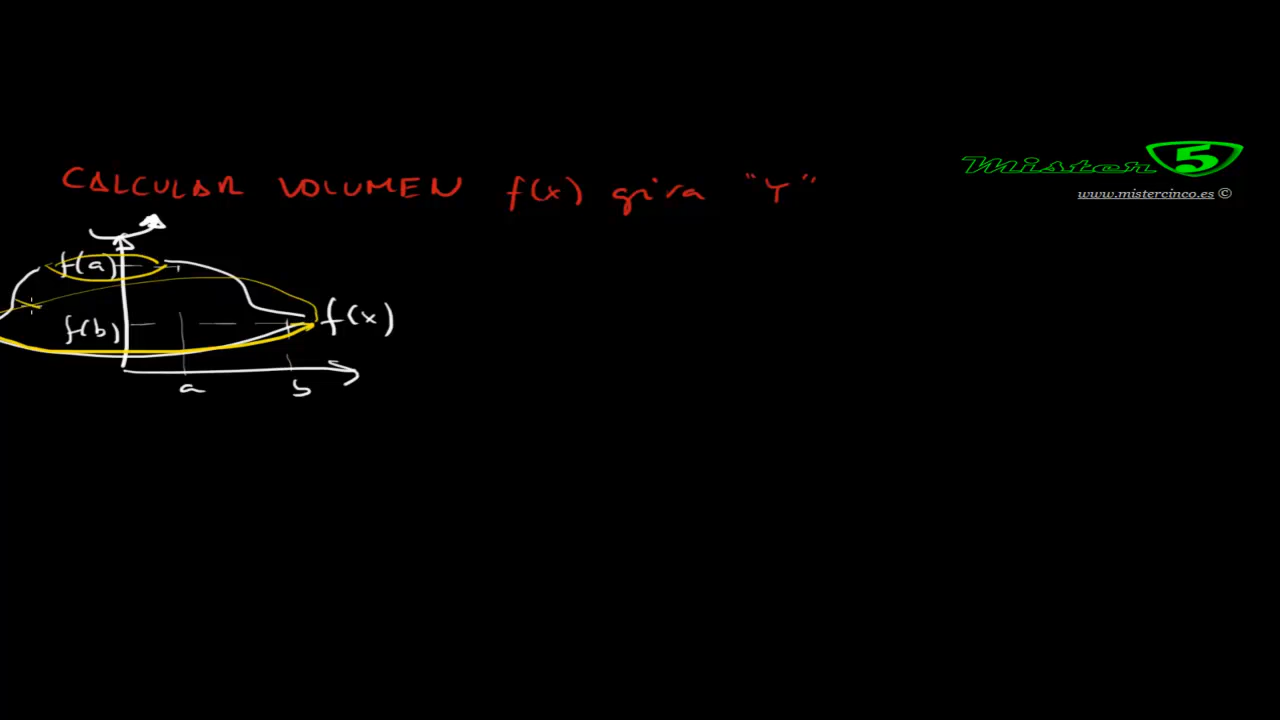 CALCULAR VOLUMEN f(x) gira "Y"
Mister 5
www.mistercinco.es ©
f(a)
f(b)
f(x)
a b